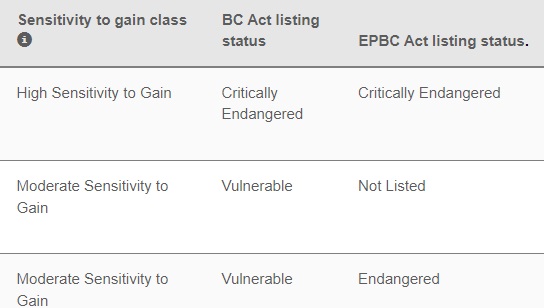 Sensitivity to gain class
BC Act listing
status
EPBC Act listing status.
High Sensitivity to Gain
Critically
Endangered
Critically Endangered
Moderate Sensitivity to
Gain
Vulnerable
Not Listed
Moderate Sensitivity to
Gain
Vulnerable
Endangered